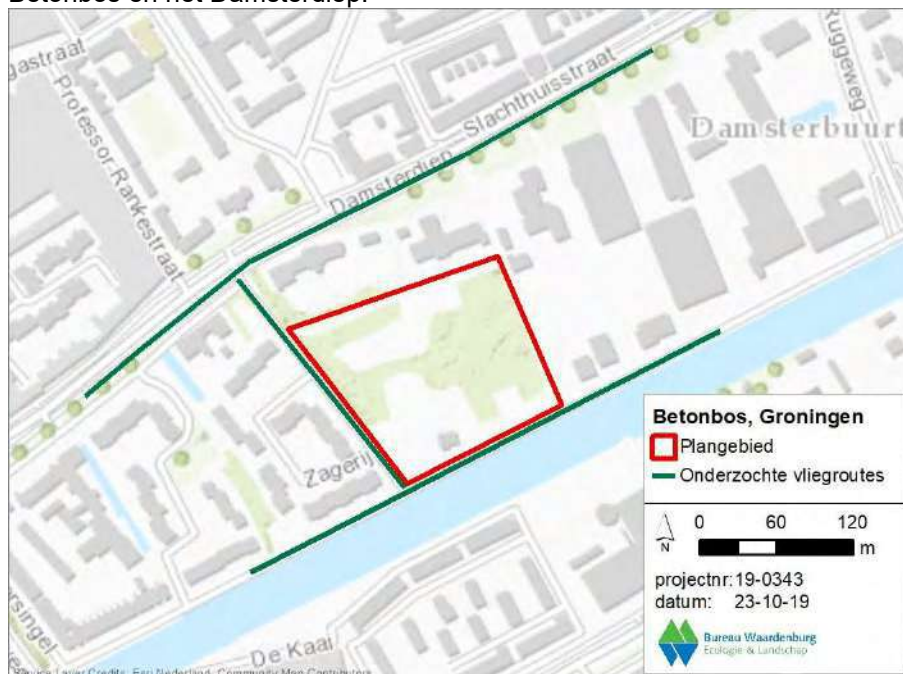 Betonbos en het Damsterdiep.
gastraat
Professor-Rankestraat
Damsterdiep
Slachthuisstraat
Ruggeweg
Damsterbuurt
Zagerij
De Kaai
singel
Betonbos, Groningen
Plangebied
Onderzochte vliegroutes
N
0 60 120
m
projectnr: 19-0343
datum: 23-10-19
Bureau Waardenburg
Ecologie & Landschap
Service Layer Credits: Esri Nederland, Community Map Contributors